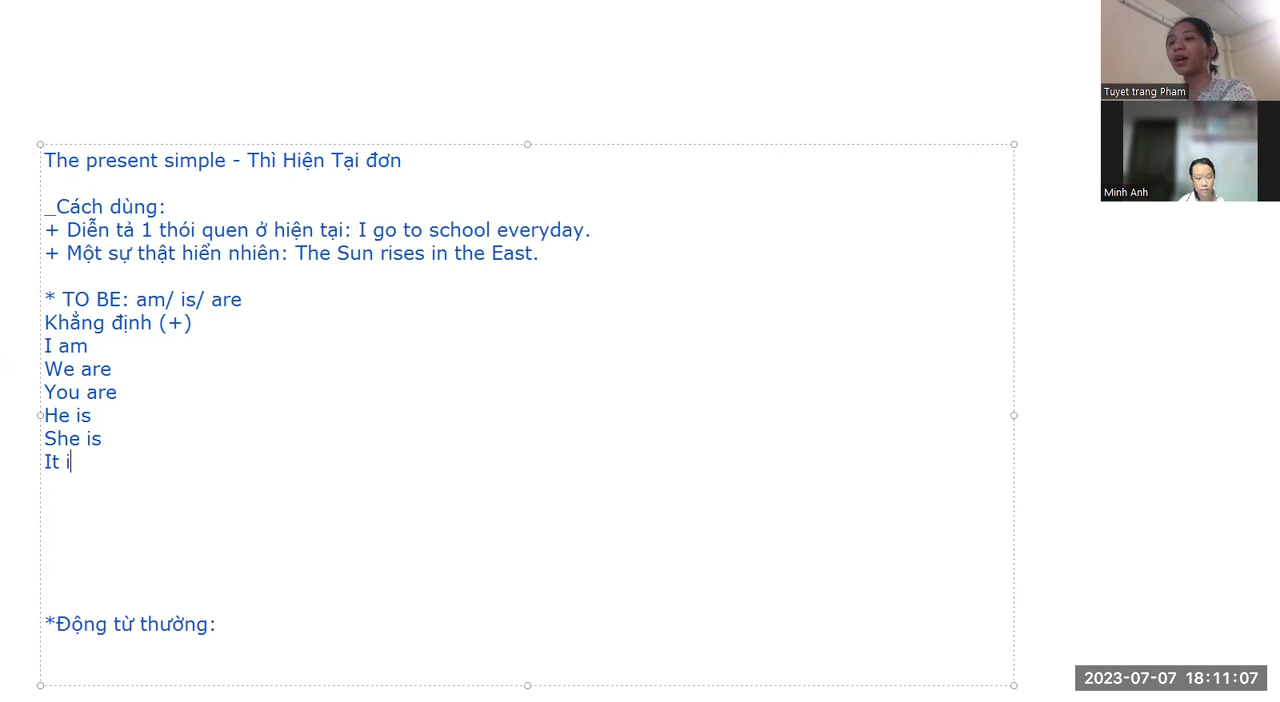 The present simple - Thì Hiện Tại đơn
_Cách dùng:
+ Diễn tả 1 thói quen ở hiện tại: I go to school everyday.
+ Một sự thật hiển nhiên: The Sun rises in the East.
* TO BE: am/ is/ are
Khẳng định (+)
I am
We are
You are
He is
She is
It i
*Động từ thường:
Tuyet trang Pham
Minh Anh
2023-07-07 18:11:07